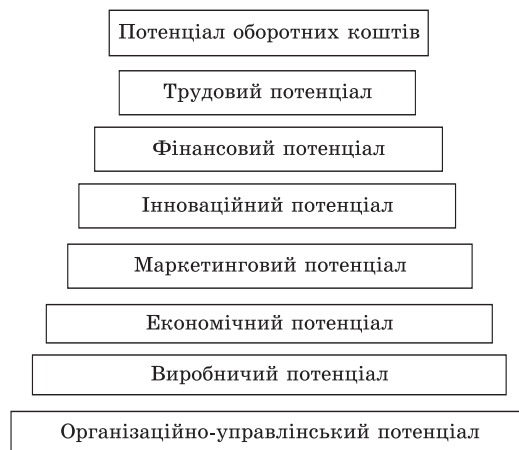 Потенціал оборотних коштів
Трудовий потенціал
Фінансовий потенціал
Інноваційний потенціал
Маркетинговий потенціал
Економічний потенціал
Виробничий потенціал
Організаційно-управлінський потенціал